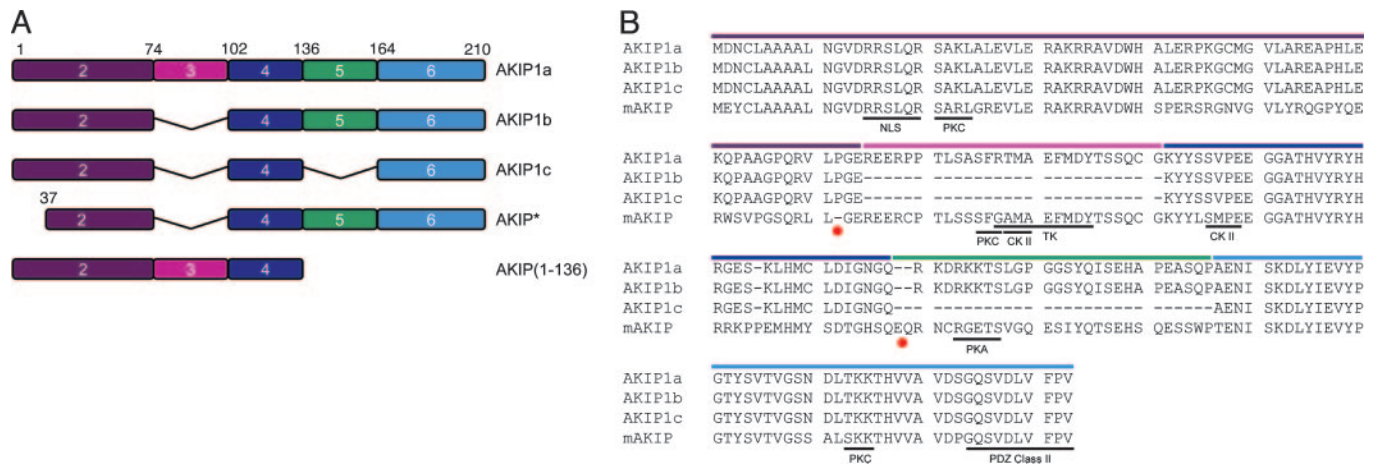 A
1 74 102 136 164 210
2 3 4 5 6 AKIP1a
2 4 5 6 AKIP1b
2 4 6 AKIP1c
37
2 4 5 6 AKIP*
2 3 4 AKIP(1-136)
B
AKIP1a MDNCLAAAAL NGVDRRSLQR SAKLALEVLE RAKRRAVDWH ALERPKGCMG VLAREAPHLE
AKIP1b MDNCLAAAAL NGVDRRSLQR SAKLALEVLE RAKRRAVDWH ALERPKGCMG VLAREAPHLE
AKIP1c MDNCLAAAAL NGVDRRSLQR SAKLALEVLE RAKRRAVDWH ALERPKGCMG VLAREAPHLE
mAKIP MEYCLAAAAL NGVDRRSLQR SARLGREVLE RAKRRAVDWH SPERSRGNVG VLYRQGPYQE
NLS PKC
AKIP1a KQPAAGPQRV LPGEREERPP TLSASFRTMA EFMDYTSSQC GKYYSSVPEE GGATHVYRYH
AKIP1b KQPAAGPQRV LPGE------ ---------- ---------- -KYYSSVPEE GGATHVYRYH
AKIP1c KQPAAGPQRV LPGE------ ---------- ---------- -KYYSSVPEE GGATHVYRYH
mAKIP RWSVPGSQRL L-GEREERCP TLSSSFGAMA EFMDYTSSQC GKYYLSMPEE GGATHVYRYH
PKC CK II TK CK II
AKIP1a RGES-KLHMC LDIGNGQ--R KDRKKTSLGP GGSYQISEHA PEASQPAENI SKDLYIEVYP
AKIP1b RGES-KLHMC LDIGNGQ--R KDRKKTSLGP GGSYQISEHA PEASQPAENI SKDLYIEVYP
AKIP1c RGES-KLHMC LDIGNGQ--- ---------- ---------- ------AENI SKDLYIEVYP
mAKIP RRKPPEMHMY SDTGHSQEQR NCRGETSVGQ ESIYQTSEHS QESSWPTENI SKDLYIEVYP
PKA
AKIP1a GTYSVTVGSN DLTKKTHVVA VDSGQSVDLV FPV
AKIP1b GTYSVTVGSN DLTKKTHVVA VDSGQSVDLV FPV
AKIP1c GTYSVTVGSN DLTKKTHVVA VDSGQSVDLV FPV
mAKIP GTYSVTVGSS ALSKKTHVVA VDPGQSVDLV FPV
PKC PDZ Class II